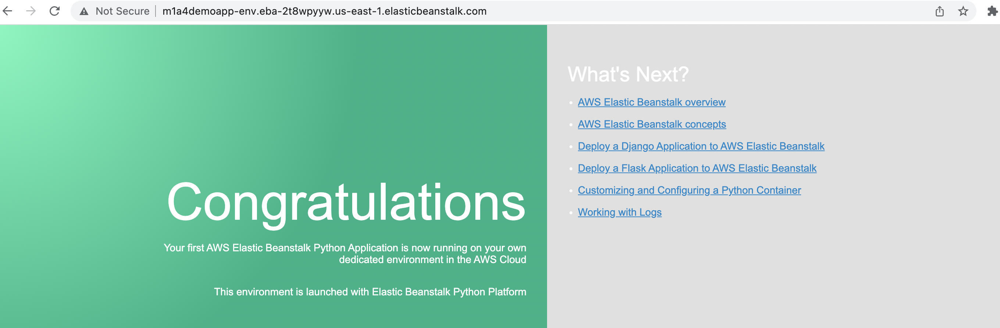 Not Secure
m1a4demoapp-env.eba-2t8wpyyw.us-east-1.elasticbeanstalk.com
Congratulations
Your first AWS Elastic Beanstalk Python Application is now running on your own
dedicated environment in the AWS Cloud
This environment is launched with Elastic Beanstalk Python Platform
What's Next?
AWS Elastic Beanstalk overview
AWS Elastic Beanstalk concepts
Deploy a Django Application to AWS Elastic Beanstalk
Deploy a Flask Application to AWS Elastic Beanstalk
Customizing and Configuring a Python Container
Working with Logs